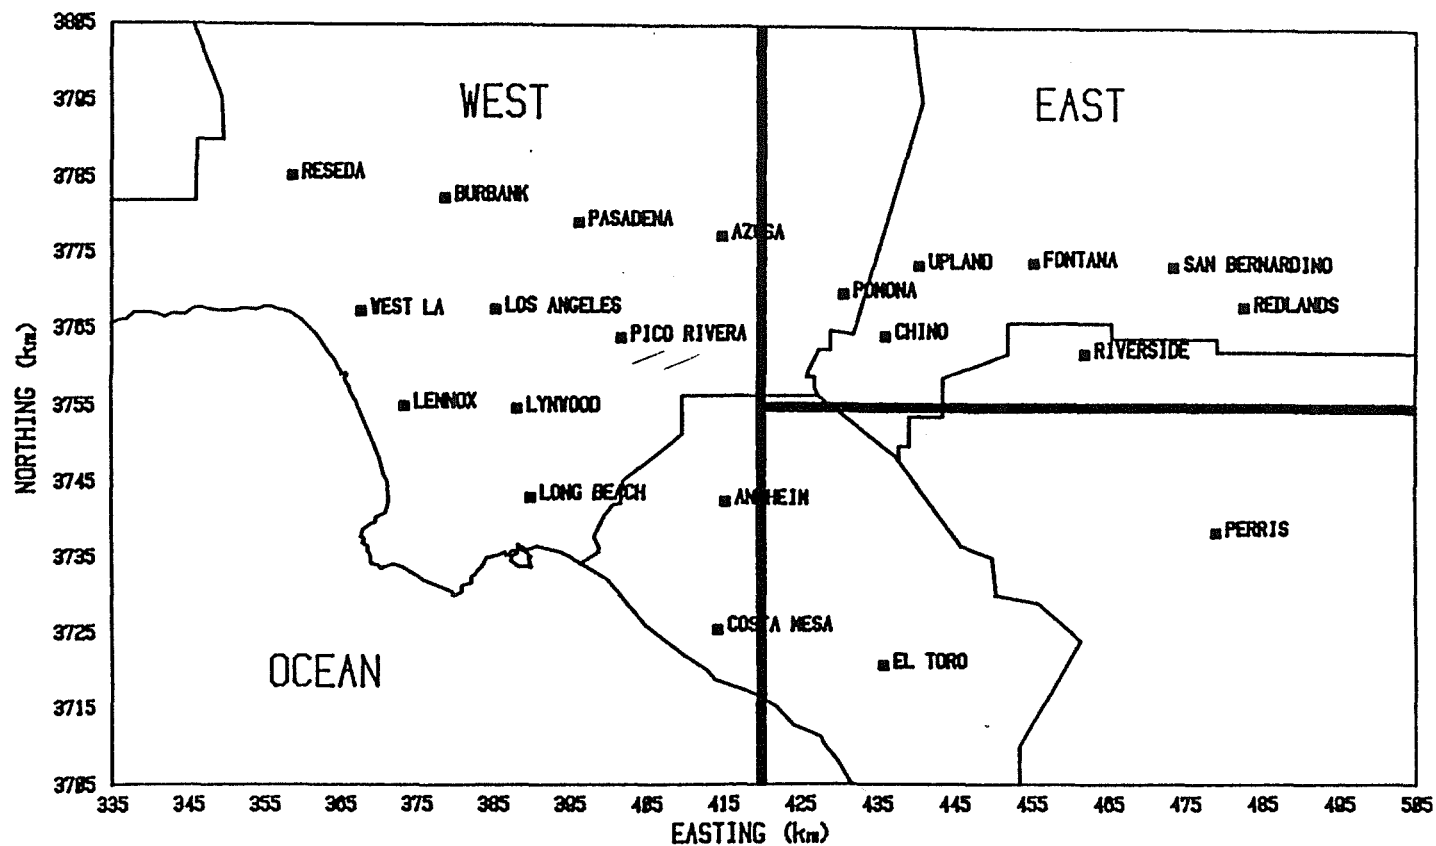 3805
3795
3785
3775
3765
3755
3745
3735
3725
3715
3705
NORTHING (km)
WEST
EAST
RESEDA
BURBANK
PASADENA
AZUSA
UPLAND
FONTANA
SAN BERNARDINO
POMONA
REDLANDS
WEST LA
LOS ANGELES
PICO RIVERA
CHINO
RIVERSIDE
LENNOX
LYNWOOD
LONG BEACH
ANAHEIM
PERRIS
COSTA MESA
EL TORO
OCEAN
335 345 355 365 375 385 395 405 415 425 435 445 455 465 475 485 495 505
EASTING (km)